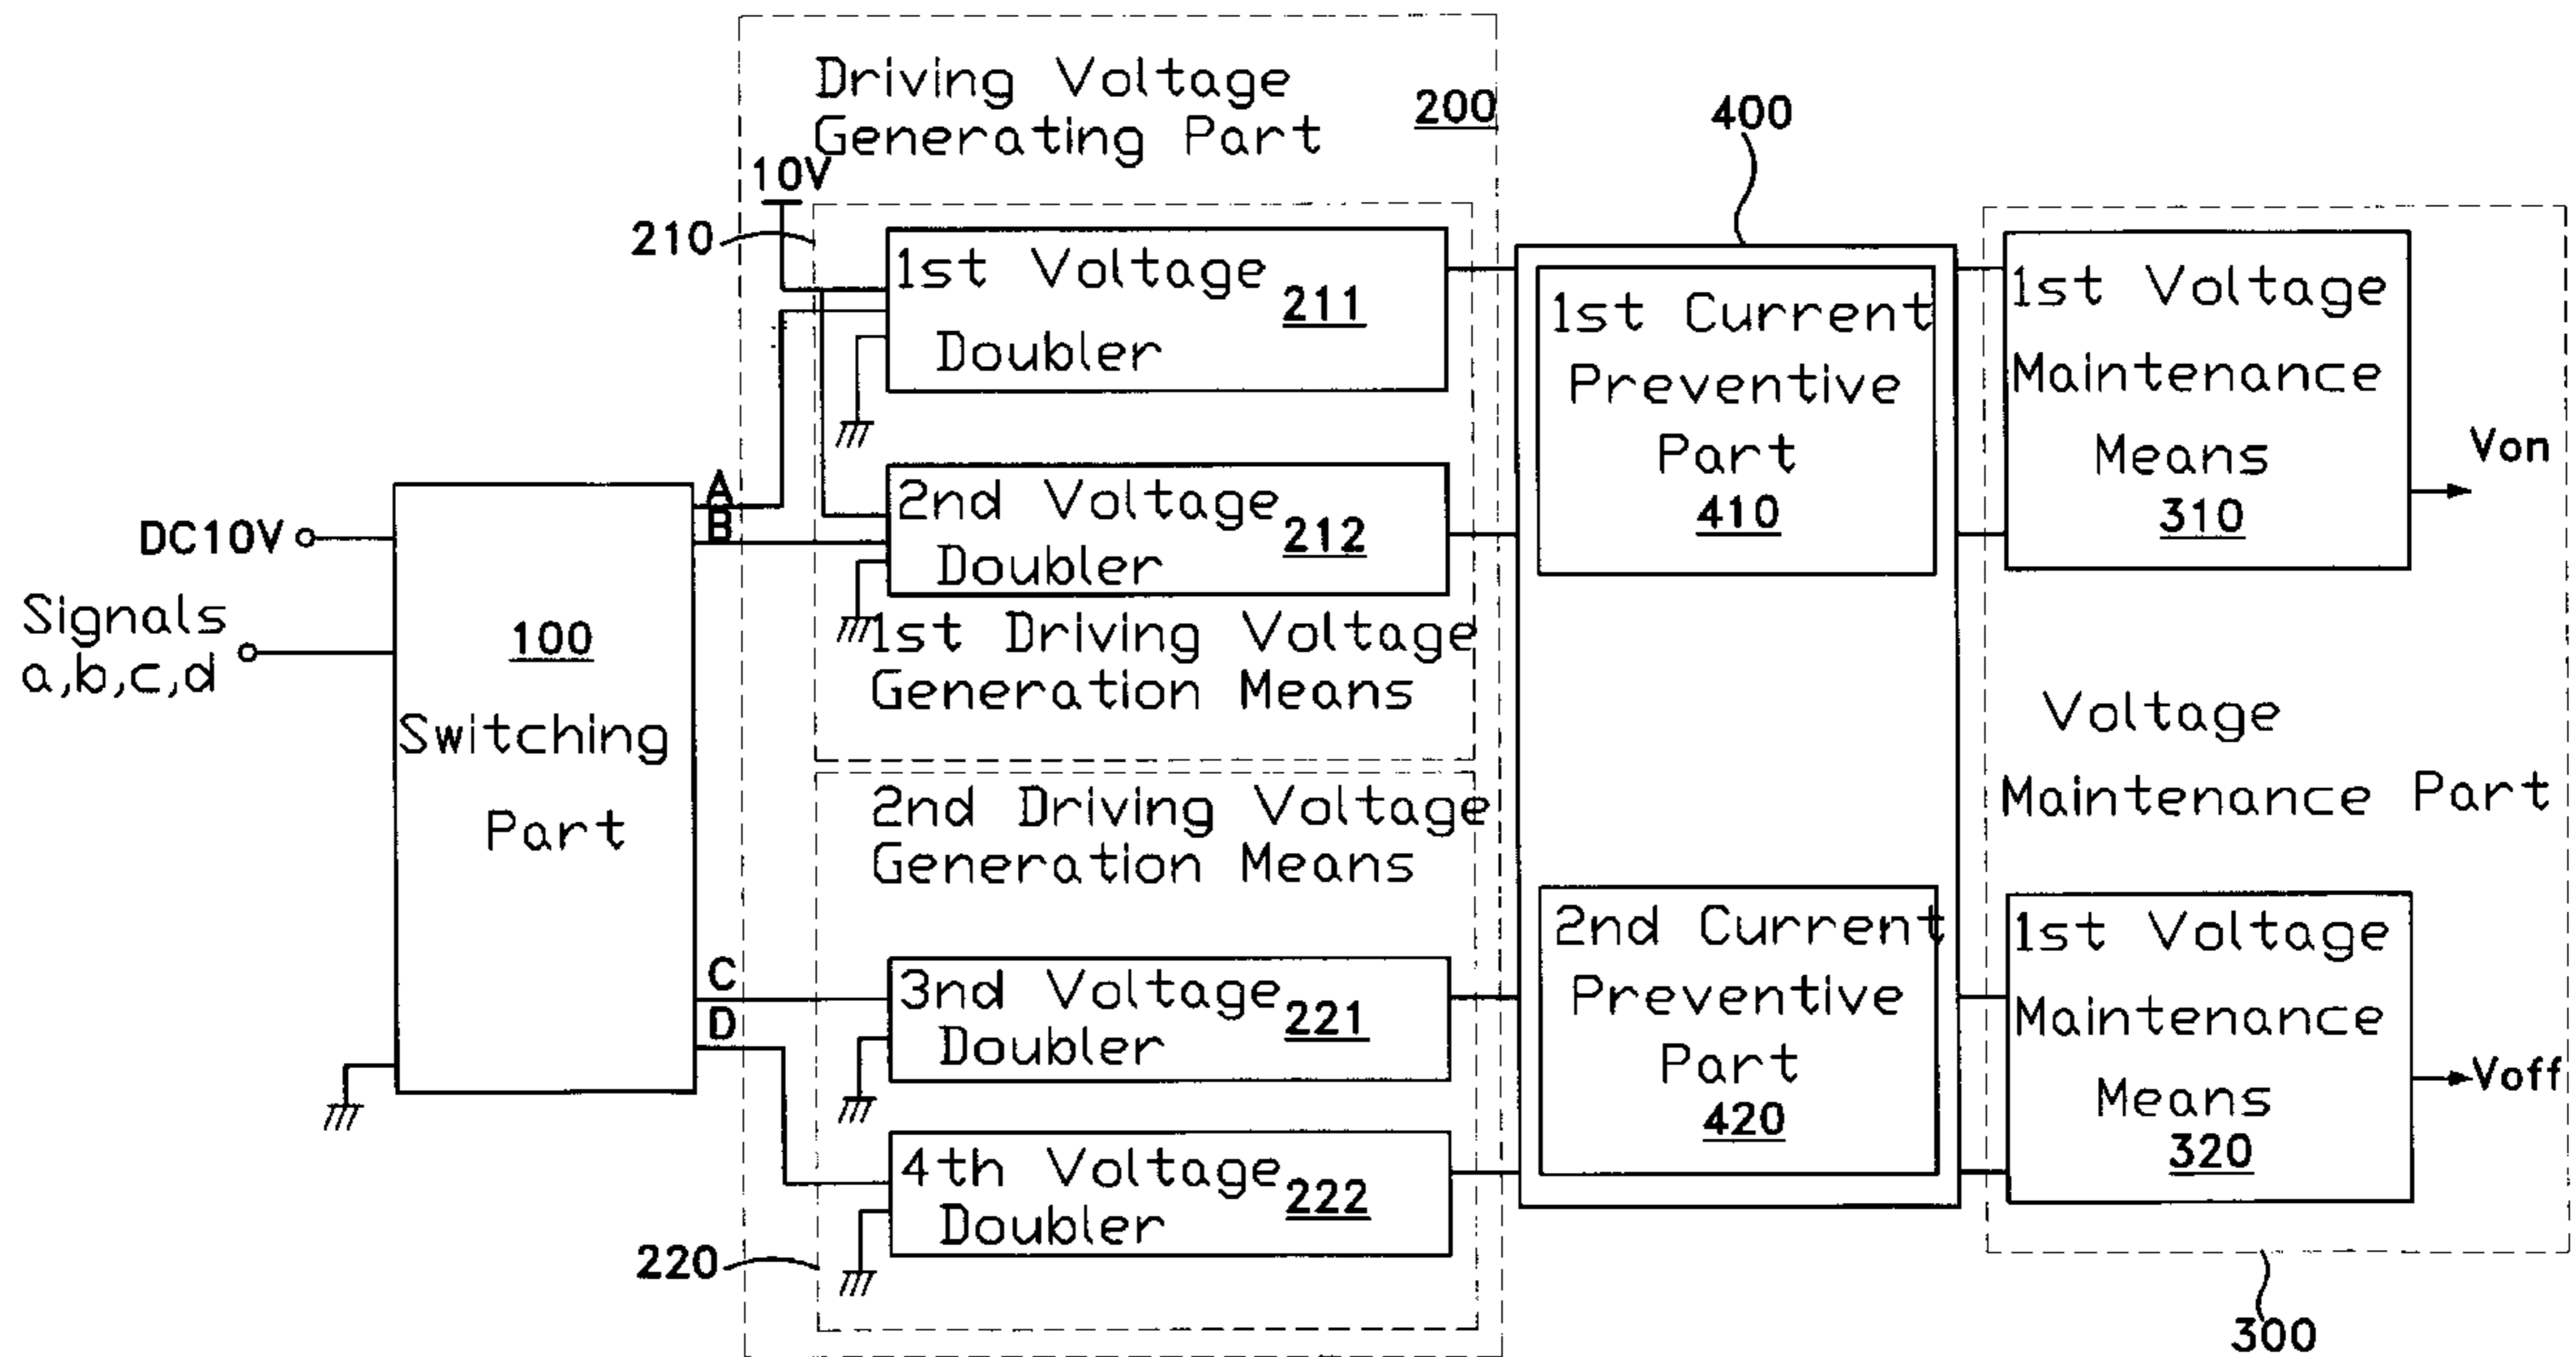 Driving Voltage
Generating Part
200
10V
210
1st Voltage
Doubler
211
2nd Voltage
Doubler
212
1st Driving Voltage
Generation Means
A
B
DC10V
Signals
a,b,c,d
100
Switching
Part
C
D
2nd Driving Voltage
Generation Means
3nd Voltage
Doubler
221
4th Voltage
Doubler
222
220
400
1st Current
Preventive
Part
410
2nd Current
Preventive
Part
420
1st Voltage
Maintenance
Means
310
Von
Voltage
Maintenance Part
1st Voltage
Maintenance
Means
320
Voff
300